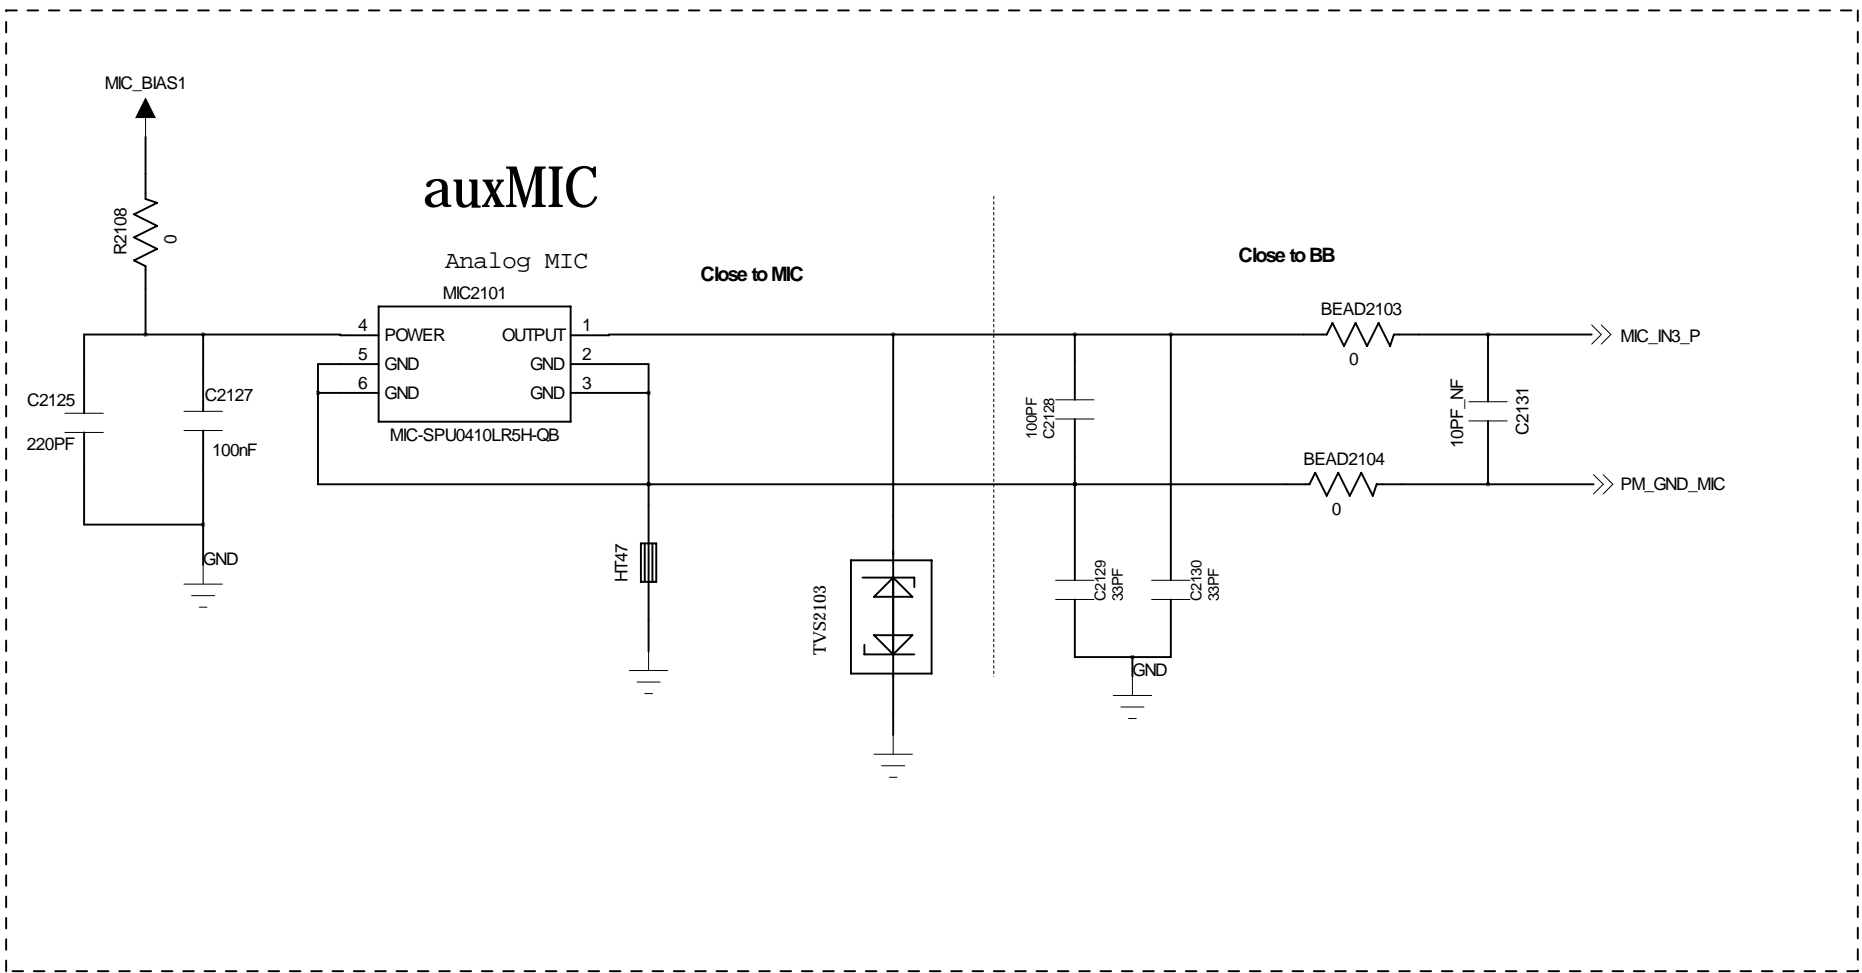 MIC_BIAS1
R2108
0
auxMIC
Analog MIC
MIC2101
Close to MIC
Close to BB
4
POWER
OUTPUT
1
5
GND
GND
2
6
GND
GND
3
MIC-SPU0410LR5H-QB
C2125
220PF
C2127
100nF
GND
HT47
TVS2103
100PF
C2128
C2129
33PF
C2130
33PF
GND
BEAD2103
0
MIC_IN3_P
10PF_NF
C2131
BEAD2104
0
PM_GND_MIC